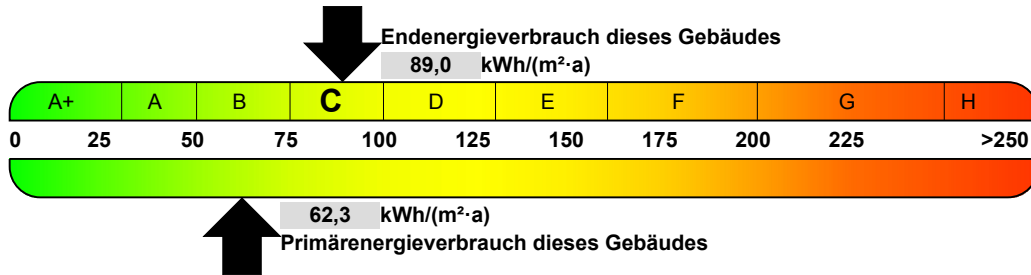 Endenergieverbrauch dieses Gebäudes
89,0 kWh/(m²·a)
A+ A B C D E F G H
0 25 50 75 100 125 150 175 200 225 >250
62,3 kWh/(m²·a)
Primärenergieverbrauch dieses Gebäudes